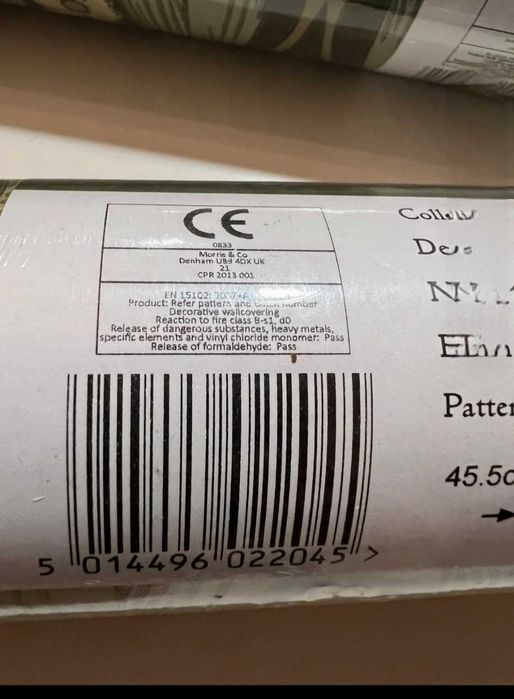 CE
0833
Morris & Co
Denham UB9 4DX UK
21
CPR 2013 001
EN 15102:
Product: Refer pattern and number
Decorative wallcovering
Reaction to fire class B-s1, d0
Release of dangerous substances, heavy metals,
specific elements and vinyl chloride monomer: Pass
Release of formaldehyde: Pass
5 014496 022045 >
Patter
45.5c